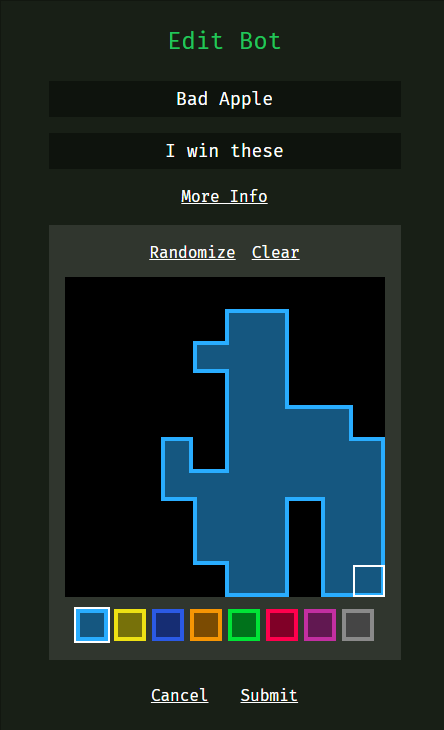 Edit Bot
Bad Apple
I win these
More Info
Randomize Clear
Cancel Submit